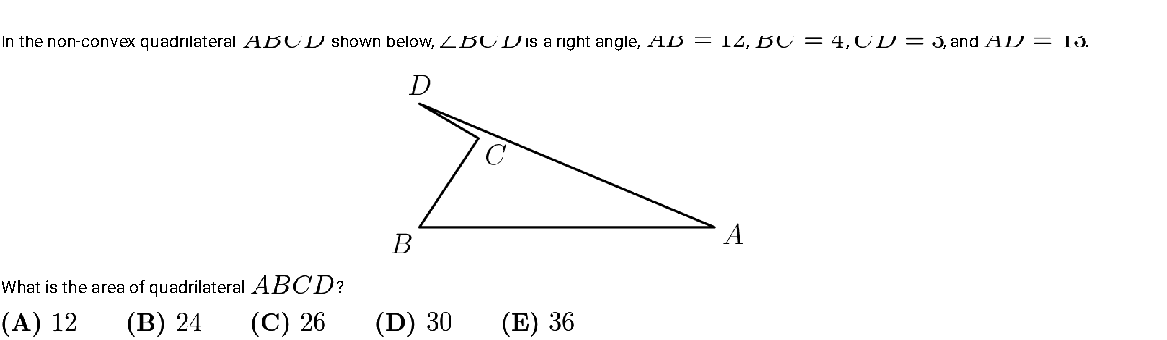 In the non-convex quadrilateral ABCD shown below, ∠BCD is a right angle, AB = 12, BC = 4, CD = 3, and AD = 13.
D
C
B A
What is the area of quadrilateral ABCD?
(A) 12 (B) 24 (C) 26 (D) 30 (E) 36